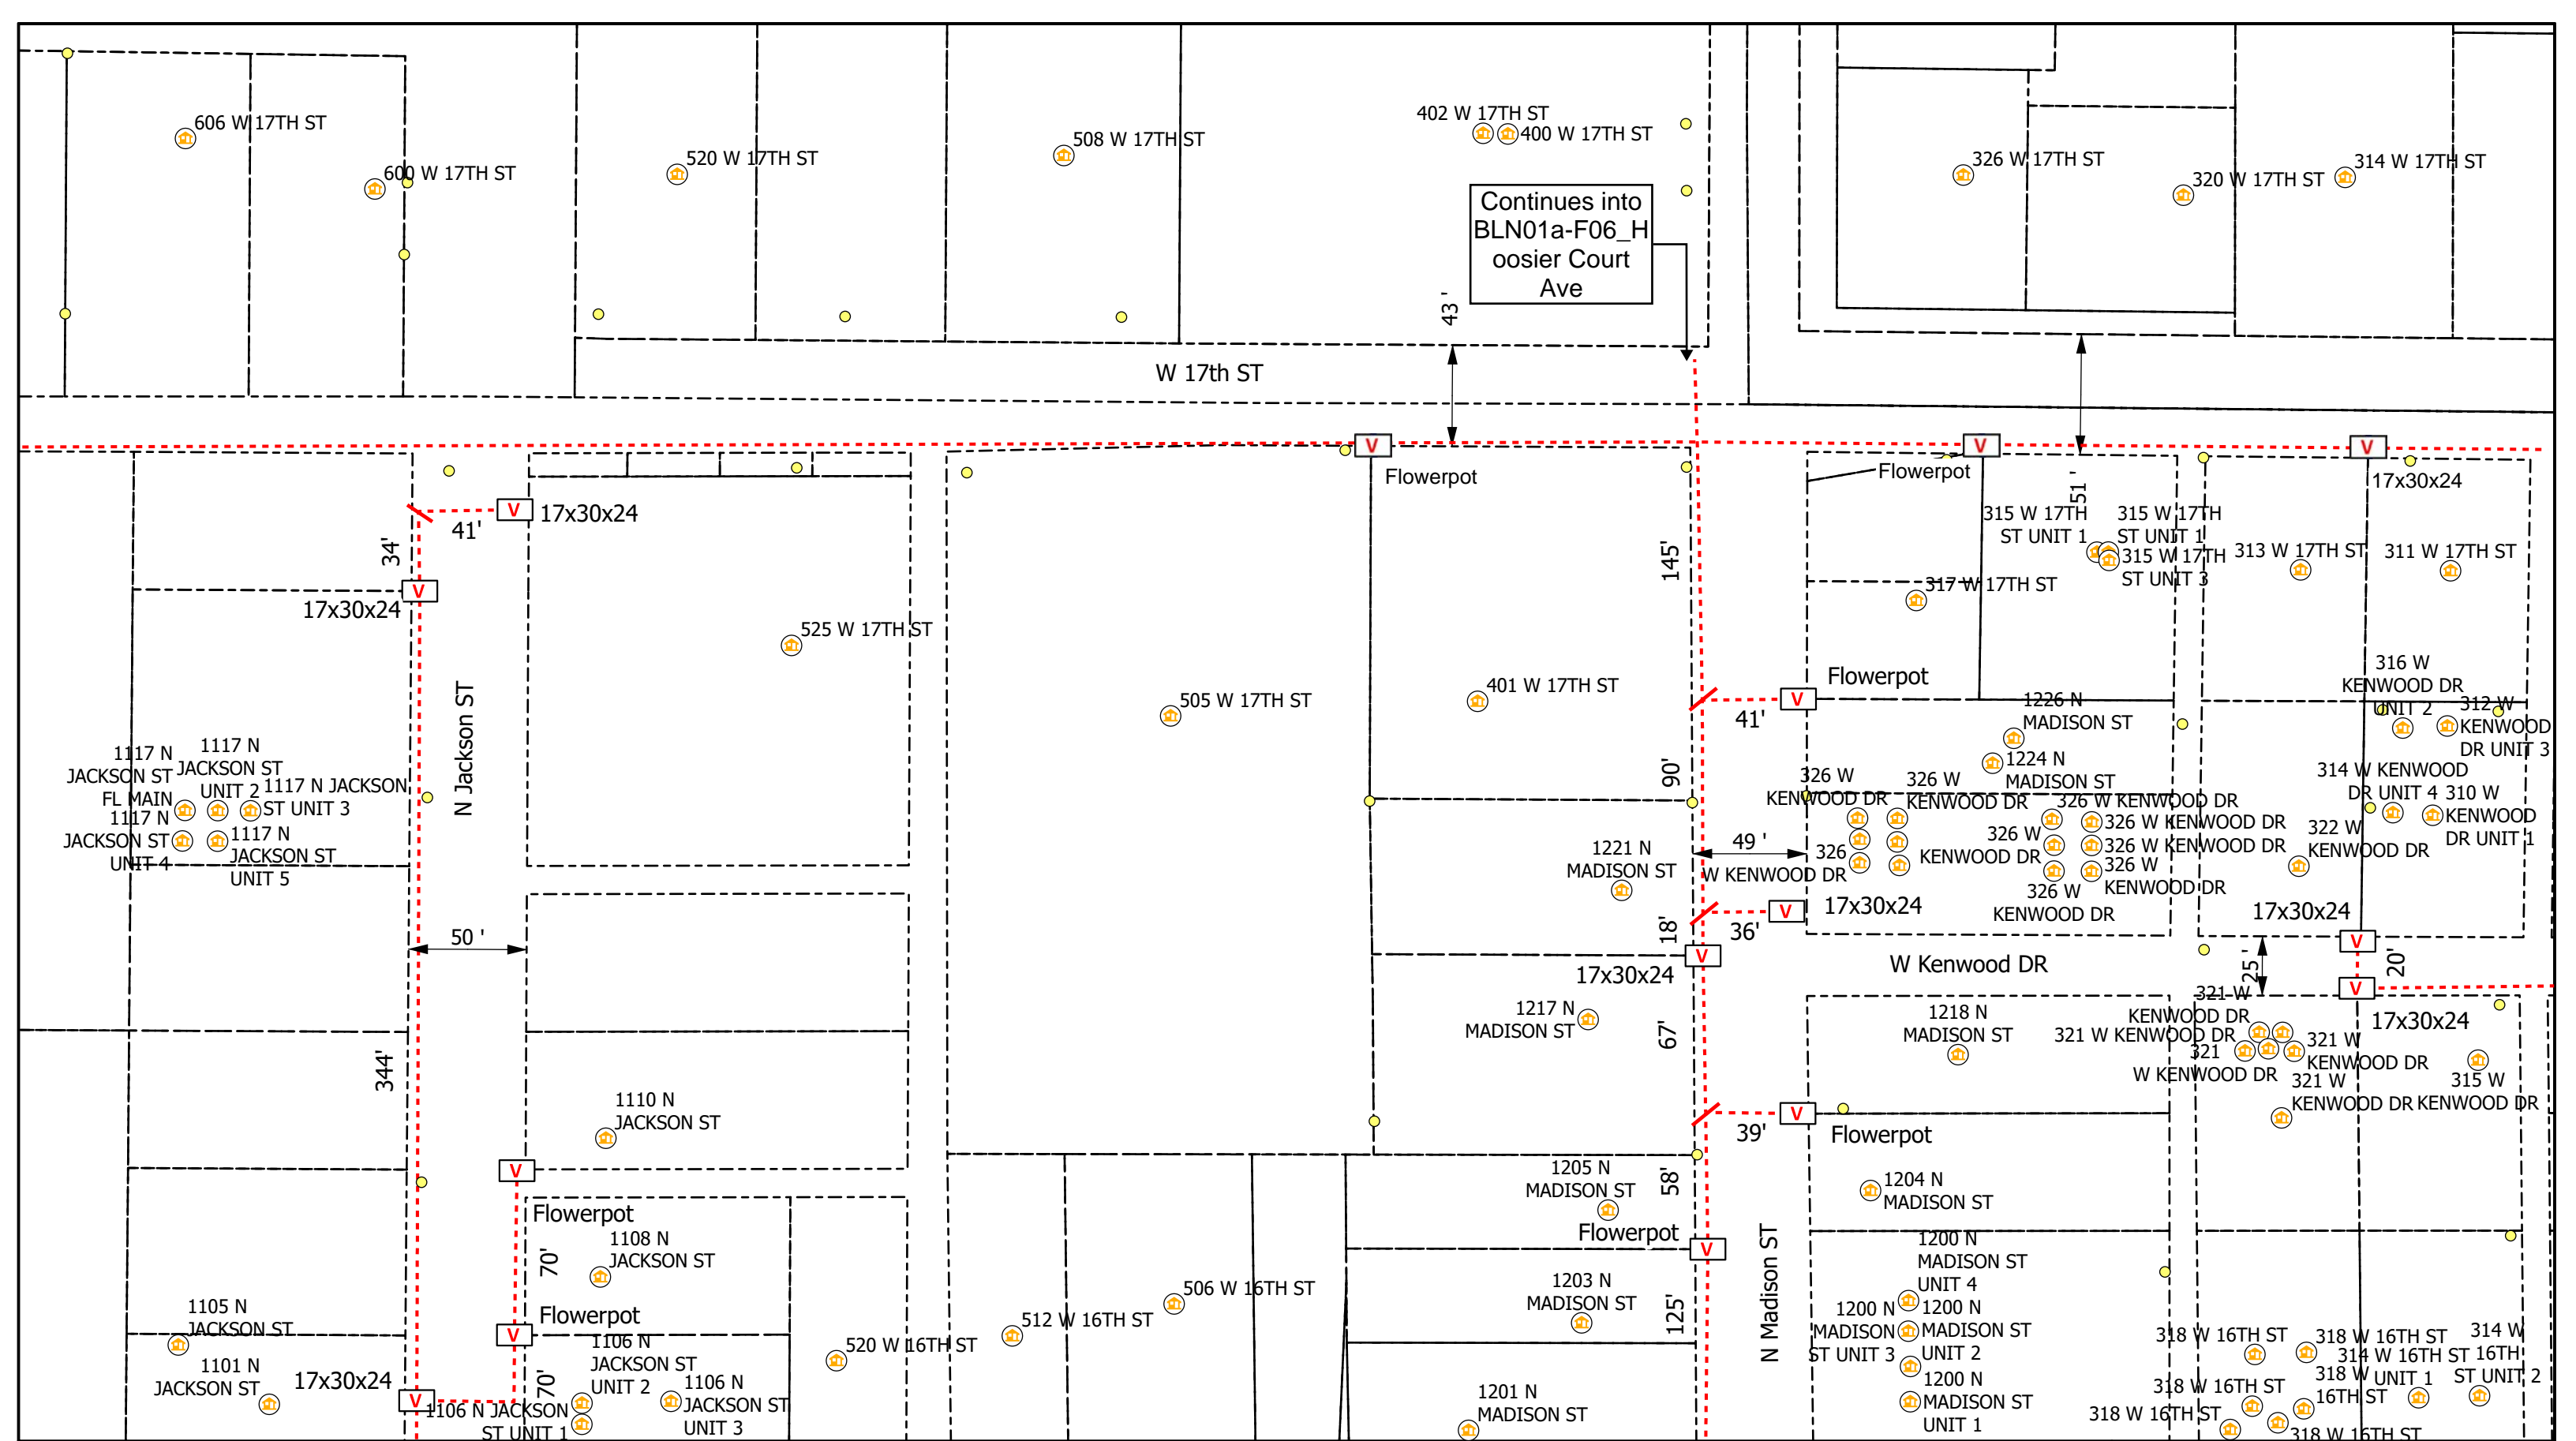 606 W 17TH ST
600 W 17TH ST
520 W 17TH ST
508 W 17TH ST
402 W 17TH ST
400 W 17TH ST
326 W 17TH ST
320 W 17TH ST
314 W 17TH ST
Continues into
BLN01a-F06_H
oosier Court
Ave
43 '
W 17th ST
V
V
V
Flowerpot
Flowerpot
17x30x24
51 '
V
17x30x24
41'
34'
V
17x30x24
145'
315 W 17TH
ST UNIT 1
315 W 17TH
ST UNIT 1
315 W 17TH
ST UNIT 3
313 W 17TH ST
311 W 17TH ST
317 W 17TH ST
525 W 17TH ST
505 W 17TH ST
401 W 17TH ST
N Jackson ST
V
Flowerpot
41'
90'
316 W
KENWOOD DR
UNIT 2
312 W
KENWOOD
DR UNIT 3
1226 N
MADISON ST
1224 N
MADISON ST
314 W KENWOOD
DR UNIT 4
310 W
KENWOOD
DR UNIT 1
1117 N
JACKSON ST
FL MAIN
1117 N
JACKSON ST
UNIT 2
1117 N JACKSON
ST UNIT 3
1117 N
JACKSON ST
UNIT 4
1117 N
JACKSON ST
UNIT 5
326 W
KENWOOD DR
326 W
KENWOOD DR
326 W KENWOOD DR
326 W KENWOOD DR
326 W KENWOOD DR
326 W
KENWOOD DR
326
W KENWOOD DR
326 W
KENWOOD DR
326 W
KENWOOD DR
322 W
KENWOOD DR
1221 N
MADISON ST
49 '
V
17x30x24
36'
18'
V
17x30x24
50 '
W Kenwood DR
17x30x24
V
20'
25 '
V
17x30x24
1217 N
MADISON ST
67'
1218 N
MADISON ST
321 W
KENWOOD DR
321 W KENWOOD DR
321
W KENWOOD DR
321 W
KENWOOD DR
321 W
KENWOOD DR
315 W
KENWOOD DR
344'
1110 N
JACKSON ST
V
39'
Flowerpot
V
Flowerpot
70'
1108 N
JACKSON ST
1205 N
MADISON ST
58'
Flowerpot
V
1204 N
MADISON ST
N Madison ST
1200 N
MADISON ST
UNIT 4
1200 N
MADISON
ST UNIT 3
1200 N
MADISON ST
UNIT 2
1200 N
MADISON ST
UNIT 1
506 W 16TH ST
512 W 16TH ST
520 W 16TH ST
1203 N
MADISON ST
125'
1201 N
MADISON ST
1105 N
JACKSON ST
1101 N
JACKSON ST
17x30x24
V
V
Flowerpot
70'
1106 N
JACKSON ST
UNIT 2
1106 N
JACKSON ST
UNIT 3
1106 N JACKSON
ST UNIT 1
318 W 16TH ST
318 W 16TH ST
314 W 16TH ST
UNIT 1
314 W
16TH
ST UNIT 2
318 W
16TH ST
318 W 16TH ST
318 W 16TH ST
318 W 16TH ST